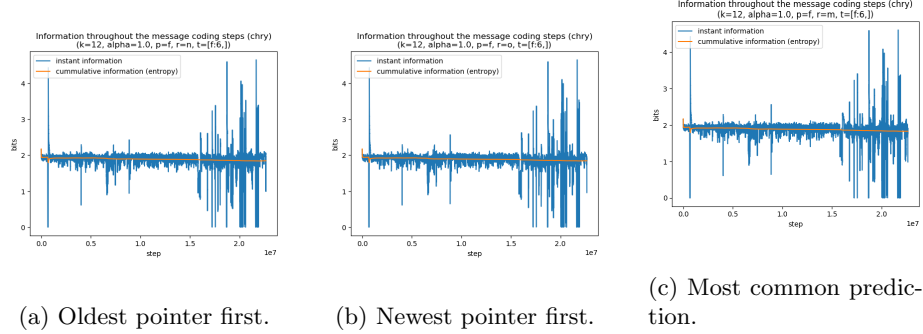 Information throughout the message coding steps (chry)
(k=12, alpha=1.0, p=f, r=n, t=[f:6,])
instant information
cummulative information (entropy)
bits
4
3
2
1
0
0.0
0.5
1.0
1.5
2.0
1e7
step
(a) Oldest pointer first.
Information throughout the message coding steps (chry)
(k=12, alpha=1.0, p=f, r=o, t=[f:6,])
instant information
cummulative information (entropy)
bits
4
3
2
1
0
0.0
0.5
1.0
1.5
2.0
1e7
step
(b) Newest pointer first.
Information throughout the message coding steps (chry)
(k=12, alpha=1.0, p=f, r=m, t=[f:6,])
instant information
cummulative information (entropy)
bits
4
3
2
1
0
0.0
0.5
1.0
1.5
2.0
1e7
step
(c) Most common predic-
tion.